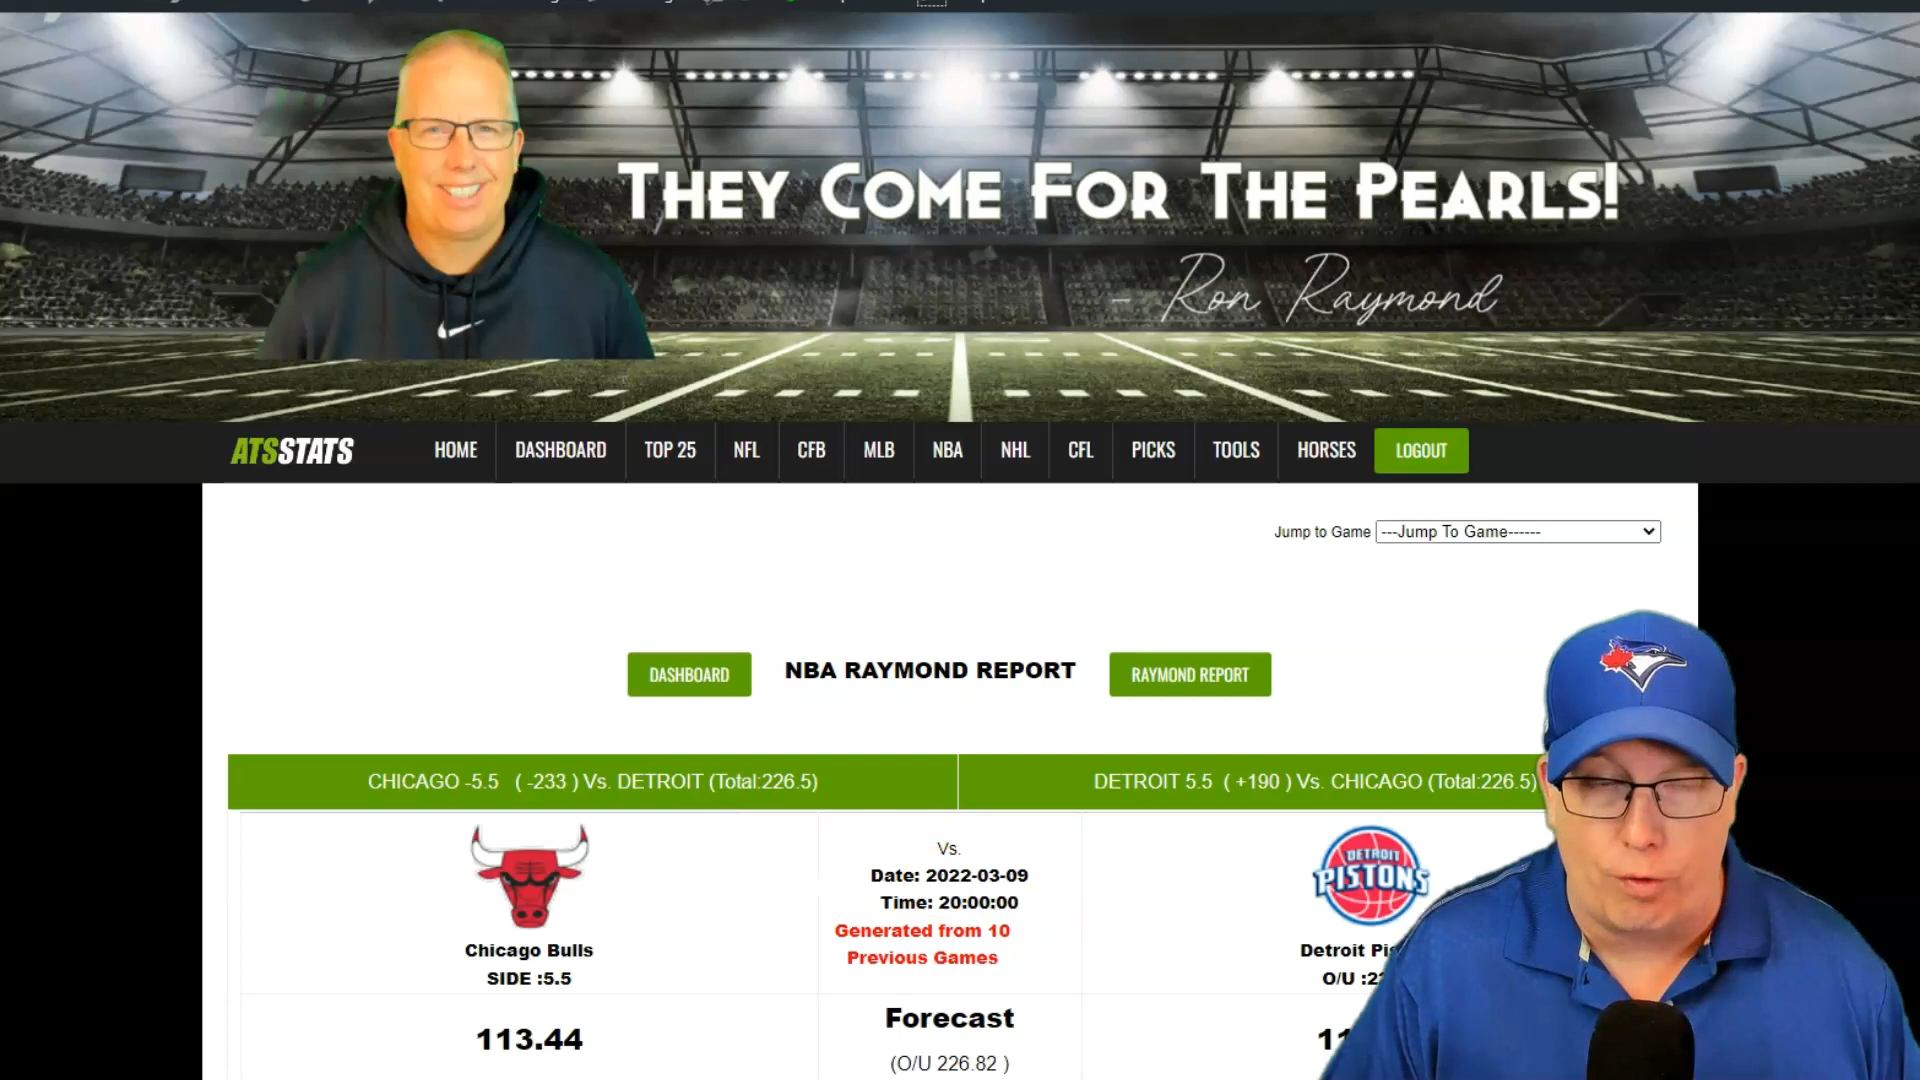 THEY COME FOR THE PEARLS!
- Ron Raymond
ATSSTATS HOME DASHBOARD TOP 25 NFL CFB MLB NBA NHL CFL PICKS TOOLS HORSES LOGOUT
Jump to Game ---Jump To Game------
DASHBOARD NBA RAYMOND REPORT RAYMOND REPORT
CHICAGO -5.5 ( -233 ) Vs. DETROIT (Total:226.5) DETROIT 5.5 ( +190 ) Vs. CHICAGO (Total:226.5)
DETROIT
PISTONS
Vs.
Date: 2022-03-09
Time: 20:00:00
Generated from 10
Previous Games
Chicago Bulls
SIDE :5.5
Detroit
O/U
113.44
Forecast
(O/U 226.82 )